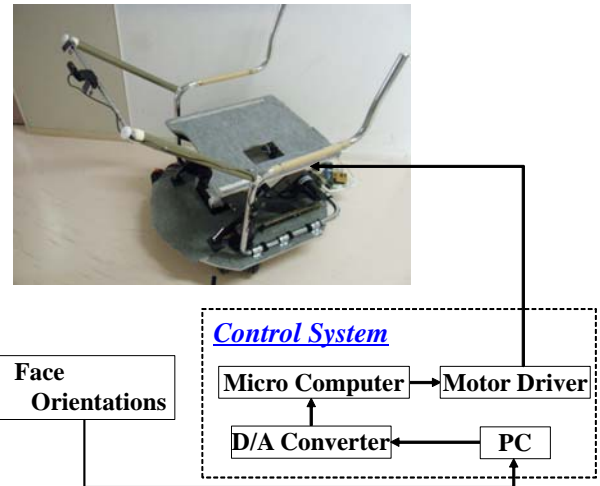 Control System
Face
Orientations
Micro Computer
Motor Driver
D/A Converter
PC